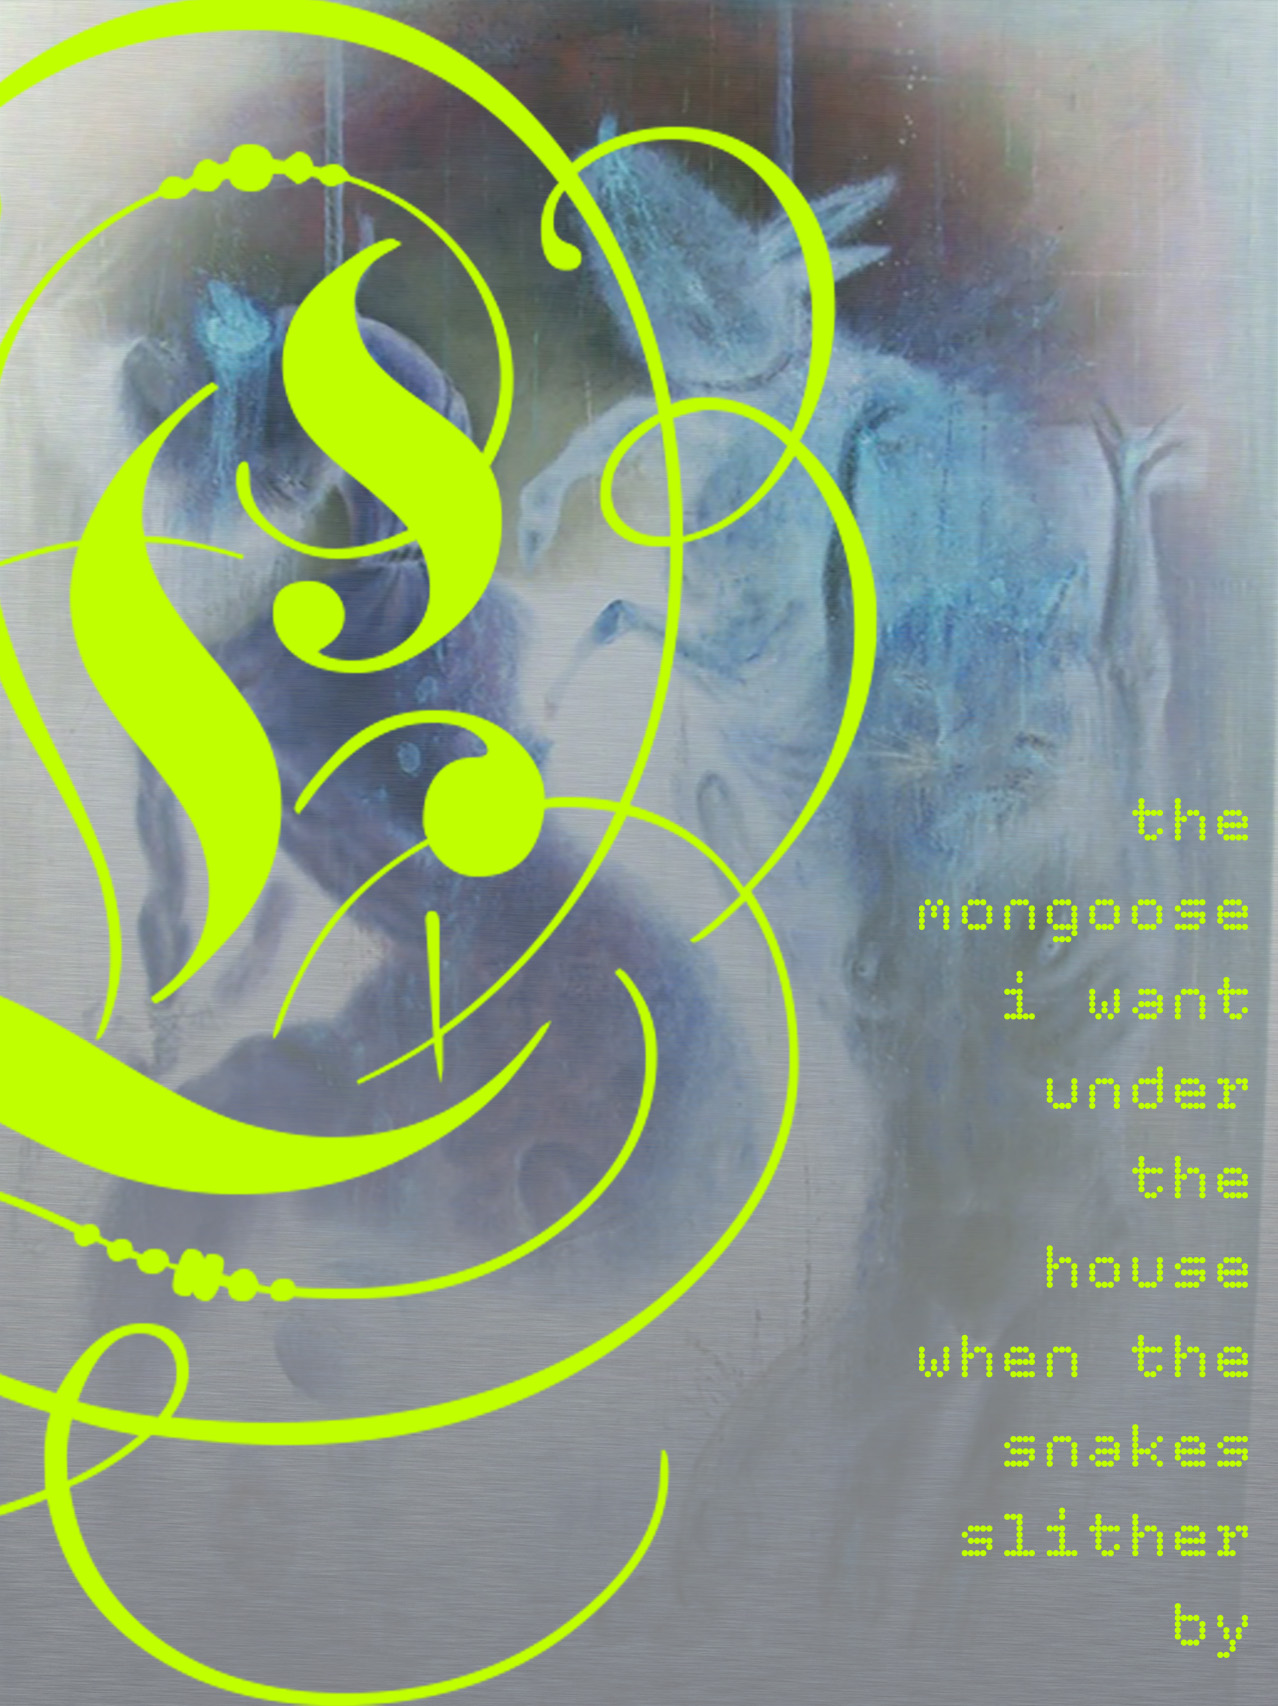 the
mongoose
i want
under
the
house
when the
snakes
slither
by